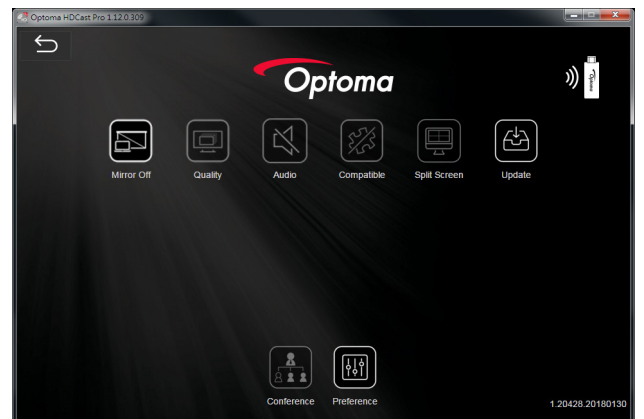 Optoma HDCast Pro 1.12.0.309
Optoma
Optoma
Mirror Off Quality Audio Compatible Split Screen Update
Conference Preference
1.20428.20180130